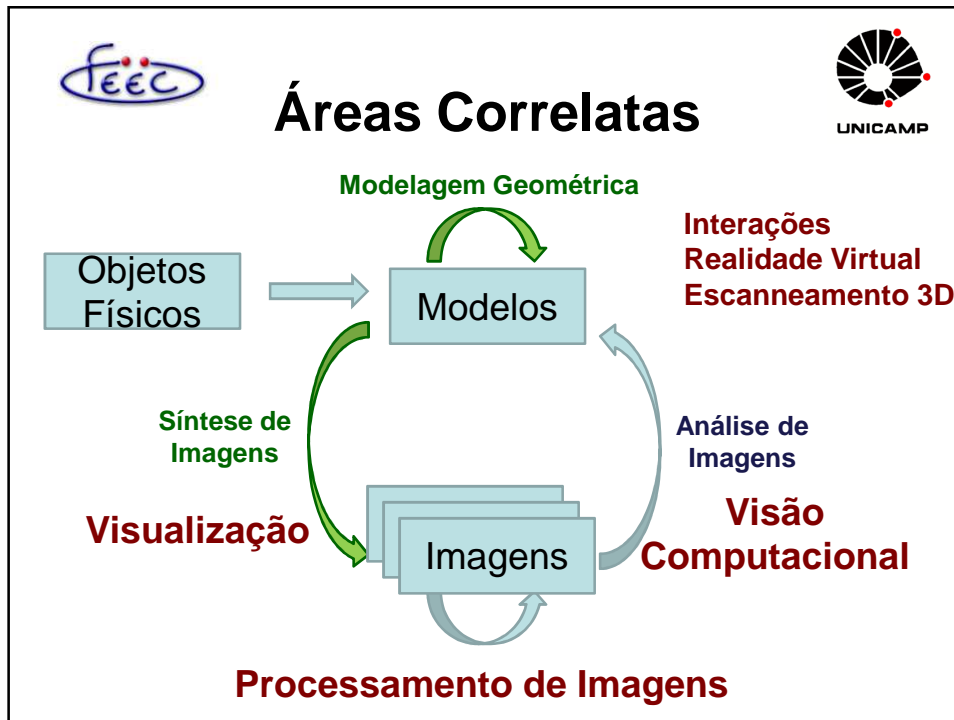 feec
UNICAMP
Áreas Correlatas
Modelagem Geométrica
Interações
Realidade Virtual
Escanneamento 3D
Objetos
Físicos
Modelos
Síntese de
Imagens
Análise de
Imagens
Visualização
Visão
Computacional
Imagens
Processamento de Imagens